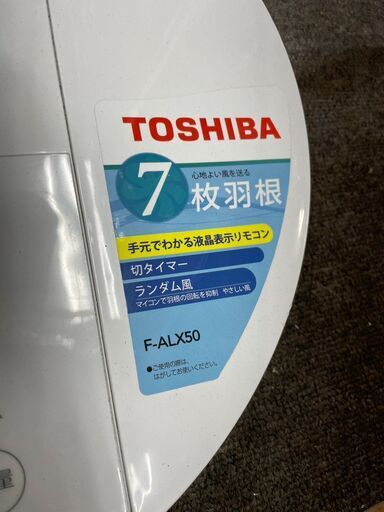 TOSHIBA
心地よい風を送る
7枚羽根
手元でわかる液晶表示リモコン
切タイマー
ランダム風
マイコンで羽根の回転を抑制 やさしい風
F-ALX50
●ご使用の際は、
はがしてお使いください。